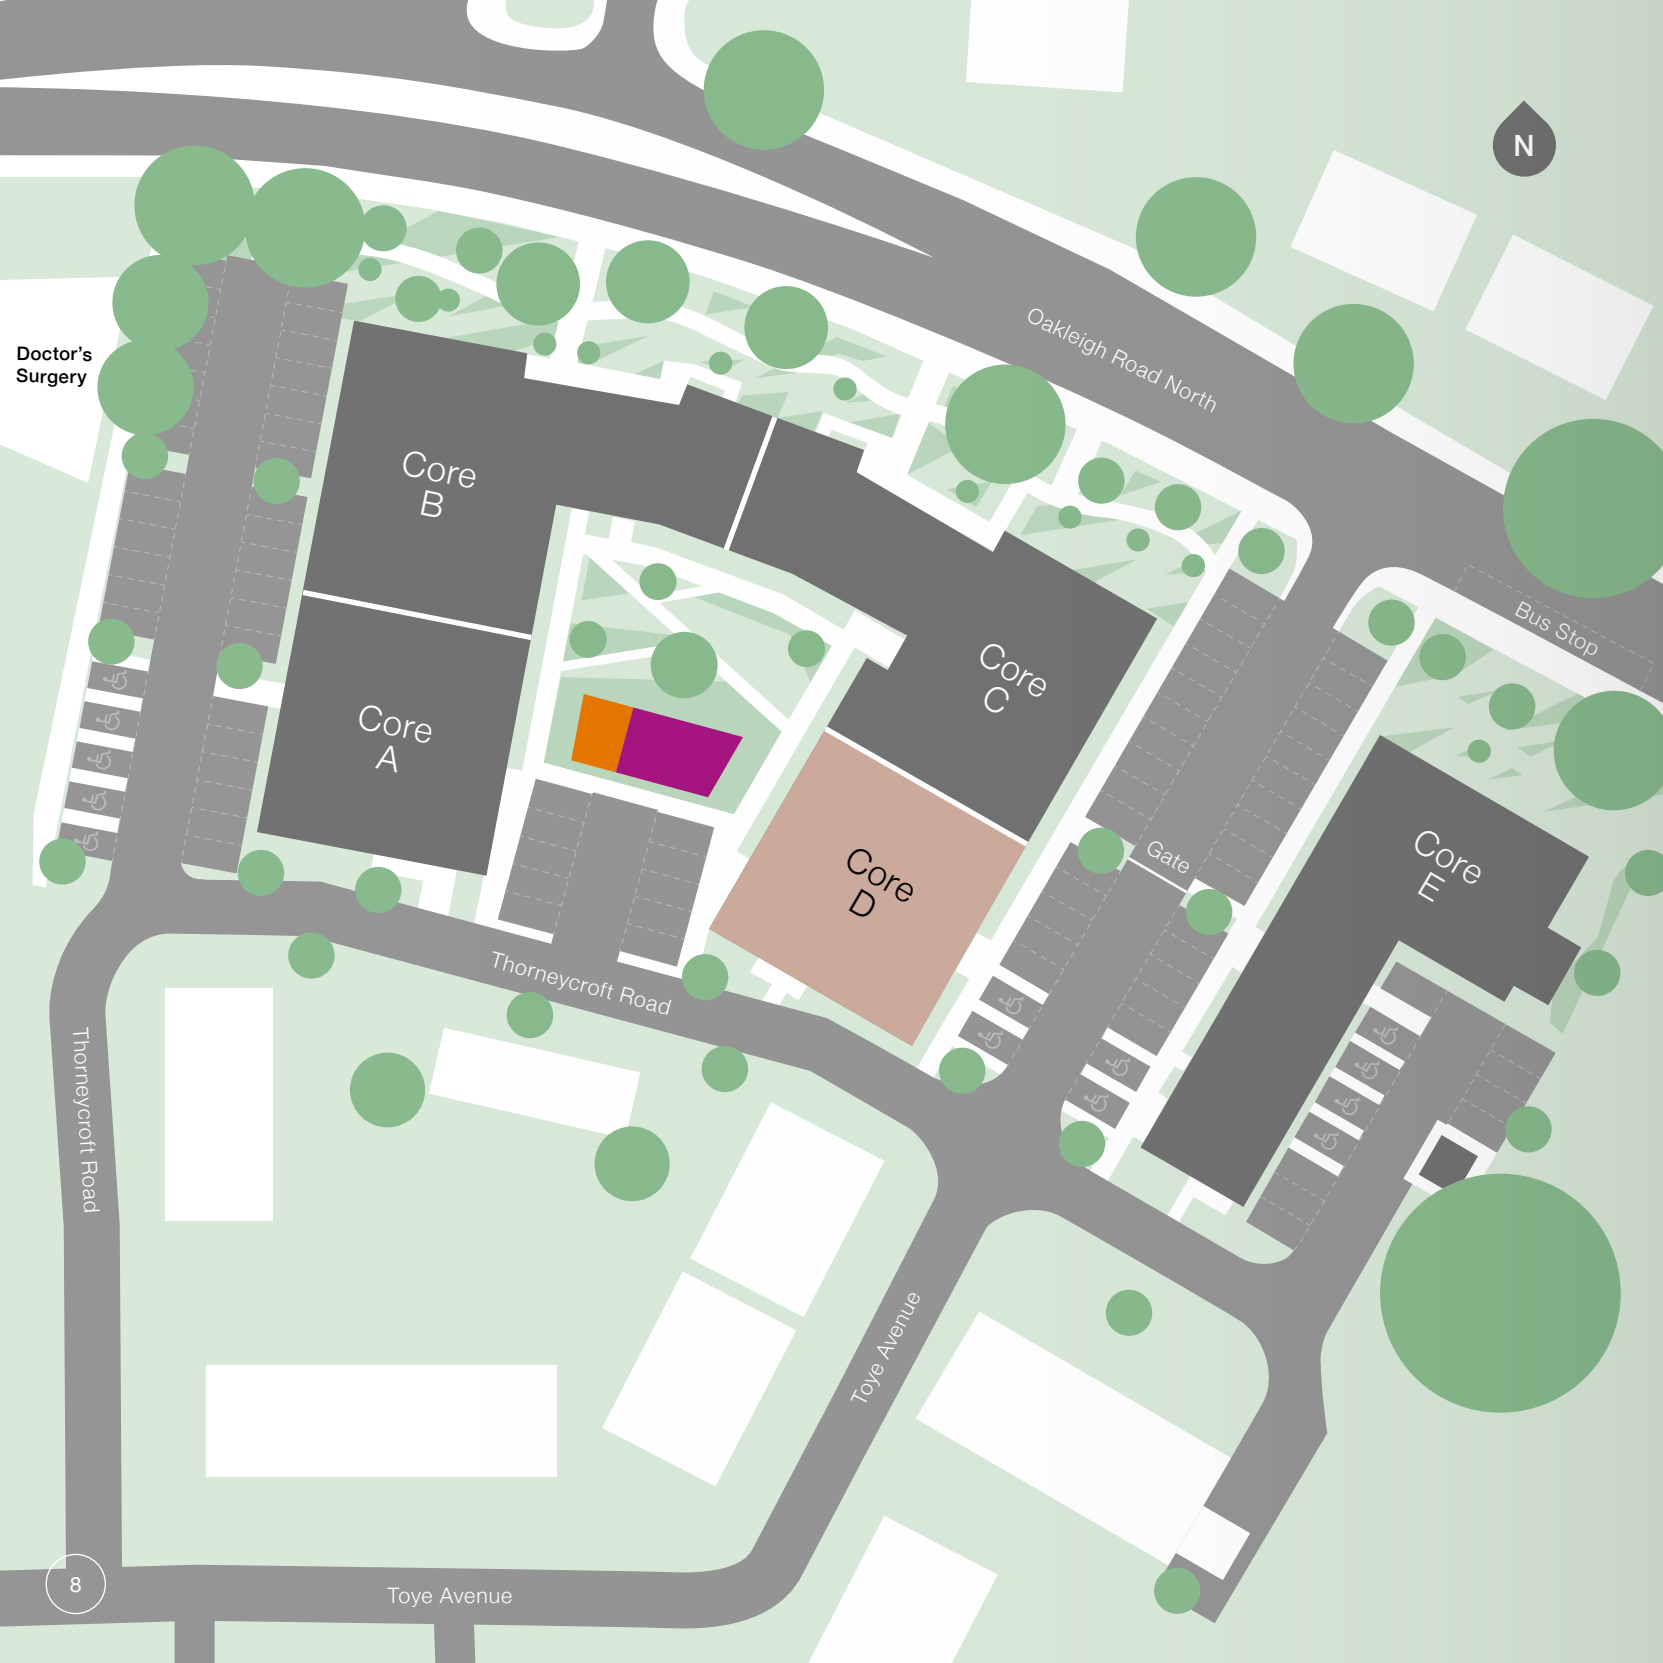 N
Oakleigh Road North
Doctor's
Surgery
Core
B
Bus Stop
Core
C
Core
A
Gate
Core
D
Core
E
Thorneycroft Road
Thorneycroft Road
Toye Avenue
8
Toye Avenue